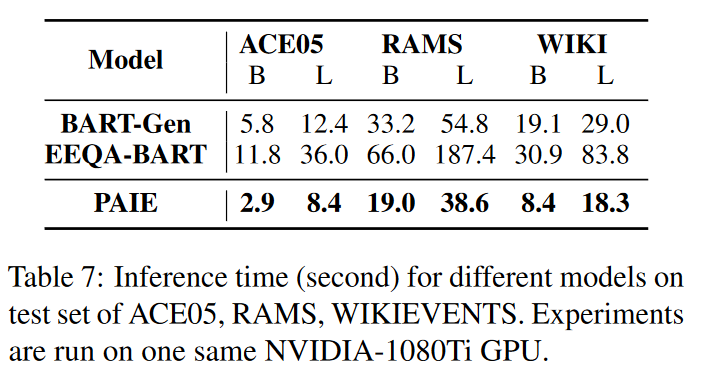 Model ACE05 RAMS WIKI
B L B L B L
BART-Gen 5.8 12.4 33.2 54.8 19.1 29.0
EEQA-BART 11.8 36.0 66.0 187.4 30.9 83.8
PAIE 2.9 8.4 19.0 38.6 8.4 18.3
Table 7: Inference time (second) for different models on
test set of ACE05, RAMS, WIKIEVENTS. Experiments
are run on one same NVIDIA-1080Ti GPU.